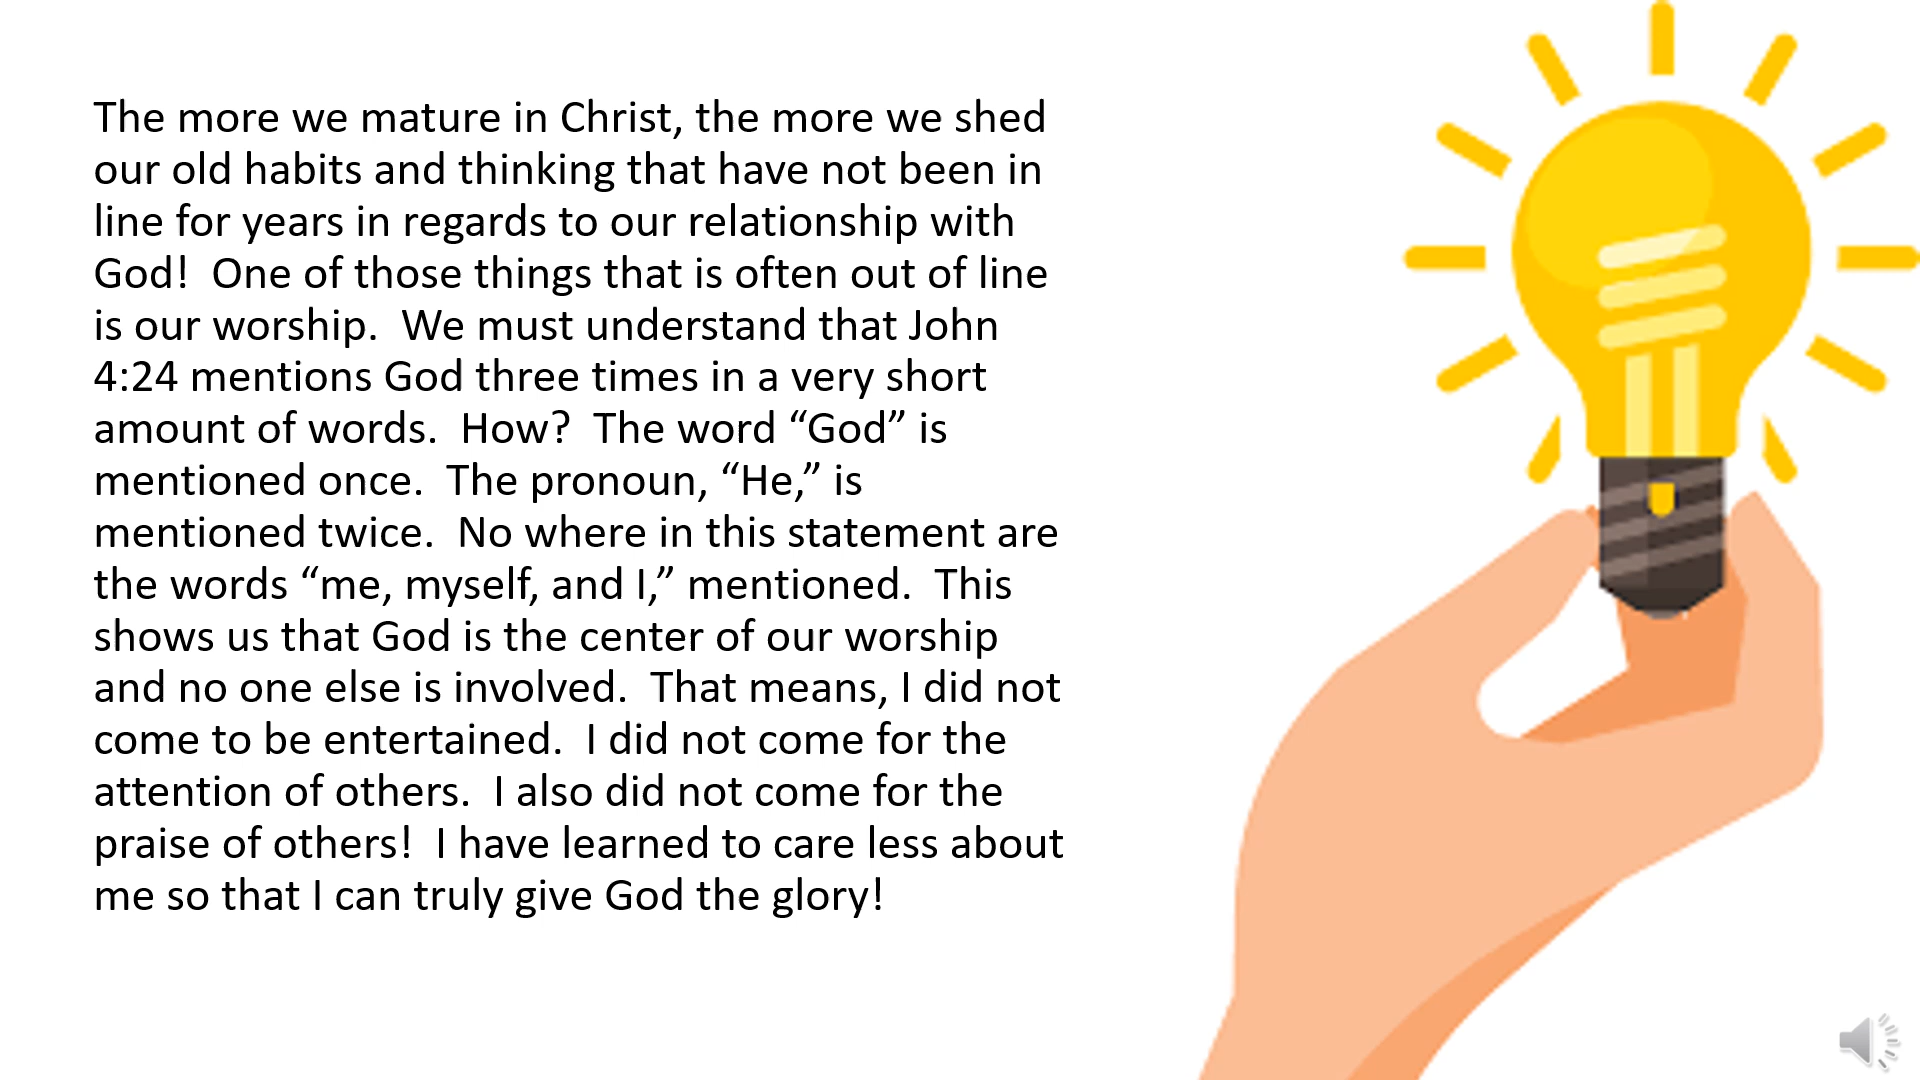 The more we mature in Christ, the more we shed
our old habits and thinking that have not been in
line for years in regards to our relationship with
God!  One of those things that is often out of line
is our worship.  We must understand that John
4:24 mentions God three times in a very short
amount of words.  How?  The word “God” is
mentioned once.  The pronoun, “He,” is
mentioned twice.  No where in this statement are
the words “me, myself, and I,” mentioned.  This
shows us that God is the center of our worship
and no one else is involved.  That means, I did not
come to be entertained.  I did not come for the
attention of others.  I also did not come for the
praise of others!  I have learned to care less about
me so that I can truly give God the glory!